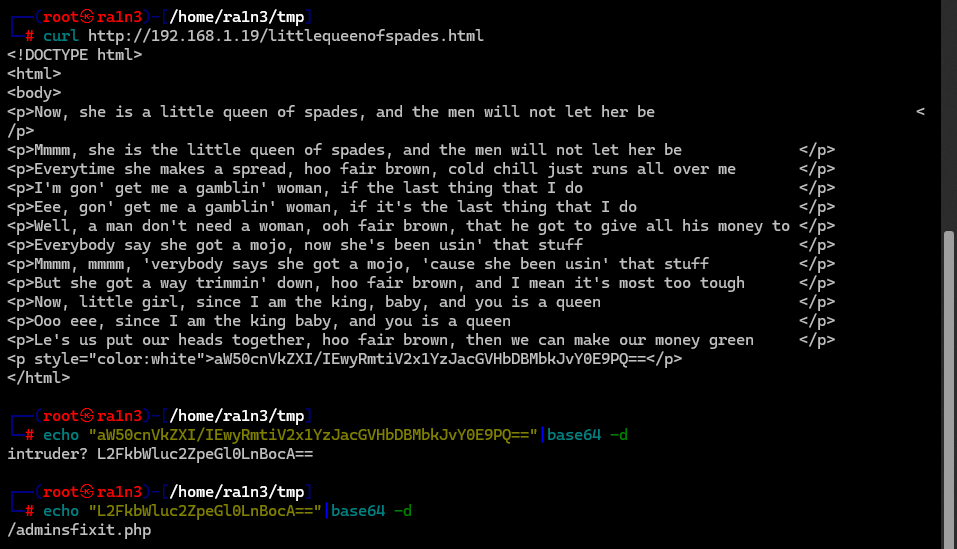 ┌──(root㉿ra1n3)-[/home/ra1n3/tmp]
└─# curl http://192.168.1.19/littlequeenofspades.html
<!DOCTYPE html>
<html>
<body>
<p>Now, she is a little queen of spades, and the men will not let her be                             <
/p>
<p>Mmmm, she is the little queen of spades, and the men will not let her be             </p>
<p>Everytime she makes a spread, hoo fair brown, cold chill just runs all over me       </p>
<p>I'm gon' get me a gamblin' woman, if the last thing that I do                        </p>
<p>Eee, gon' get me a gamblin' woman, if it's the last thing that I do                  </p>
<p>Well, a man don't need a woman, ooh fair brown, that he got to give all his money to </p>
<p>Everybody say she got a mojo, now she's been usin' that stuff                        </p>
<p>Mmmm, mmmm, 'verybody says she got a mojo, 'cause she been usin' that stuff          </p>
<p>But she got a way trimmin' down, hoo fair brown, and I mean it's most too tough      </p>
<p>Now, little girl, since I am the king, baby, and you is a queen                      </p>
<p>Ooo eee, since I am the king baby, and you is a queen                                </p>
<p>Le's us put our heads together, hoo fair brown, then we can make our money green     </p>
<p style="color:white">aW50cnVkZXI/IEwyRmtiV2x1YzJacGVHbDBMbkJvY0E9PQ==</p>
</html>
┌──(root㉿ra1n3)-[/home/ra1n3/tmp]
└─# echo "aW50cnVkZXI/IEwyRmtiV2x1YzJacGVHbDBMbkJvY0E9PQ=="|base64 -d
intruder? L2FkbWluc2ZpeGl0LnBocA==
┌──(root㉿ra1n3)-[/home/ra1n3/tmp]
└─# echo "L2FkbWluc2ZpeGl0LnBocA=="|base64 -d
/adminsfixit.php